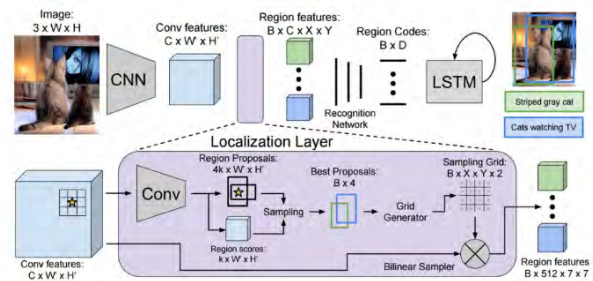 Image:
3 x W x H
Conv features:
C x W' x H'
Region features:
B x C x X x Y
Region Codes:
B x D
CNN
LSTM
Recognition
Network
Striped gray cat
Cats watching TV
Localization Layer
Region Proposals:
4k x W' x H'
Conv
Sampling
Region scores:
k x W' x H'
Best Proposals:
B x 4
Grid
Generator
Sampling Grid:
B x X x Y x 2
Bilinear Sampler
Conv features:
C x W' x H'
Region features:
B x 512 x 7 x 7